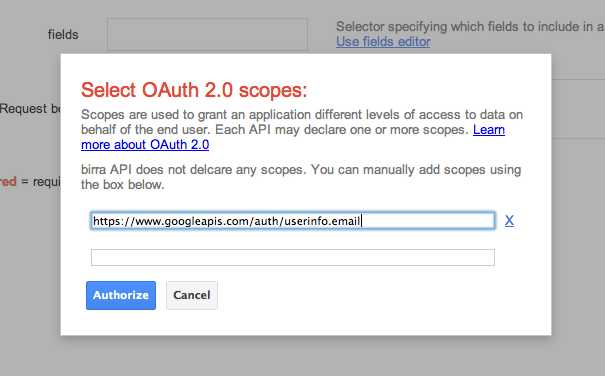 fields
Selector specifying which fields to include in a
Use fields editor
Request be
red = requi
Select OAuth 2.0 scopes:
Scopes are used to grant an application different levels of access to data on
behalf of the end user. Each API may declare one or more scopes. Learn
more about OAuth 2.0
birra API does not delcare any scopes. You can manually add scopes using
the box below.
https://www.googleapis.com/auth/userinfo.email X
Authorize Cancel